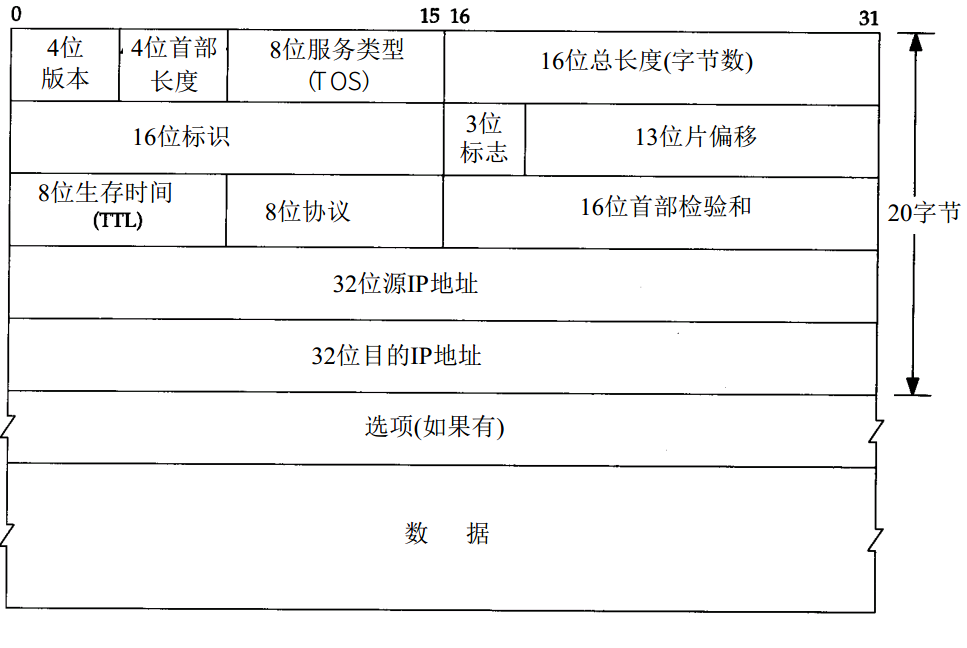 0 15 16 31
4位
版本
4位首部
长度
8位服务类型
(TOS)
16位总长度(字节数)
16位标识
3位
标志
13位片偏移
8位生存时间
(TTL)
8位协议
16位首部检验和
20字节
32位源IP地址
32位目的IP地址
选项(如果有)
数 据